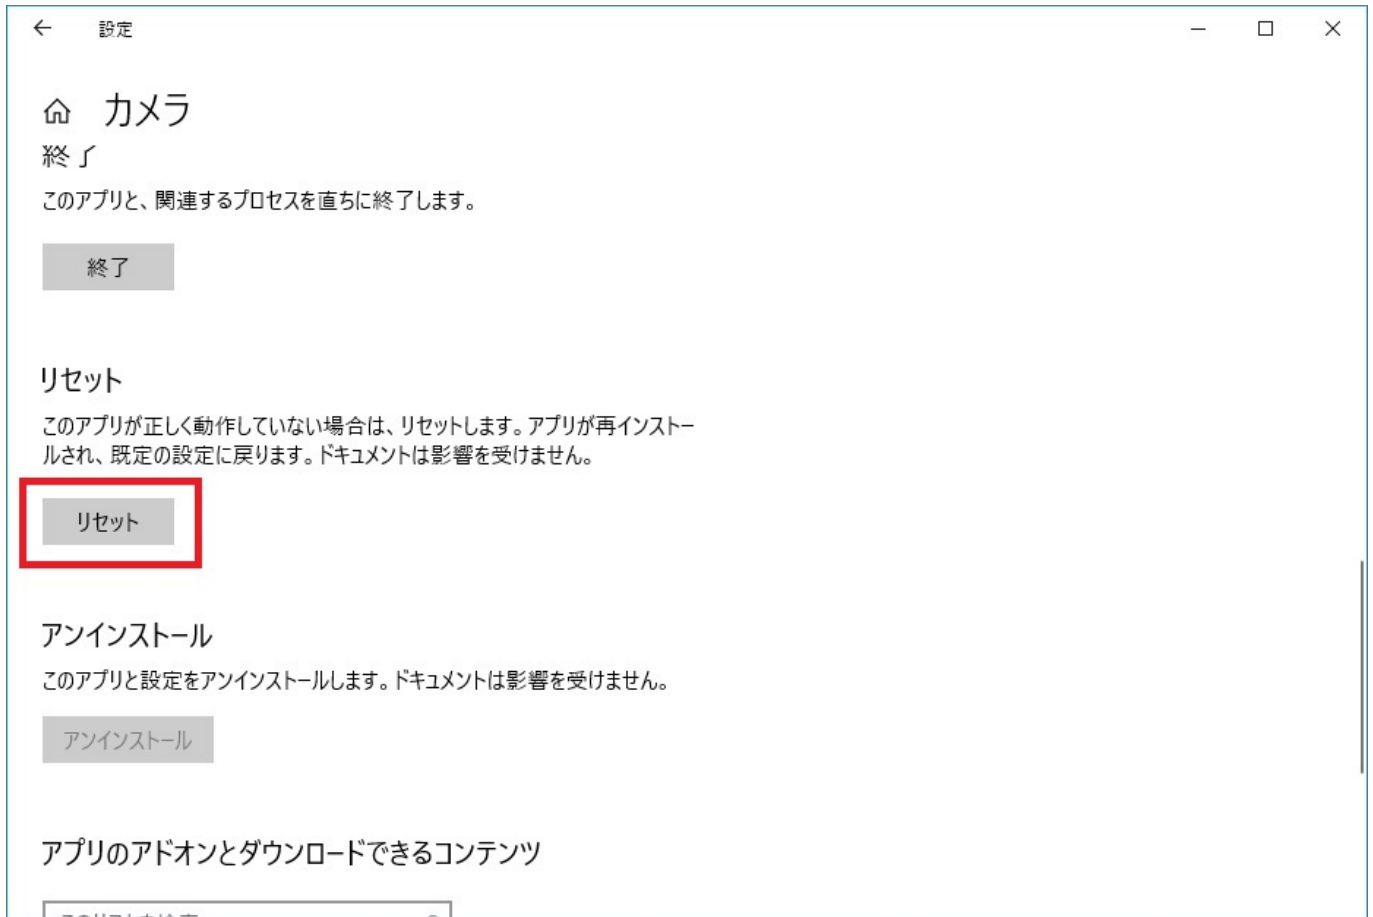 設定
カメラ
終了
このアプリと、関連するプロセスを直ちに終了します。
終了
リセット
このアプリが正しく動作していない場合は、リセットします。アプリが再インストー
ルされ、既定の設定に戻ります。ドキュメントは影響を受けません。
リセット
アンインストール
このアプリと設定をアンインストールします。ドキュメントは影響を受けません。
アンインストール
アプリのアドオンとダウンロードできるコンテンツ